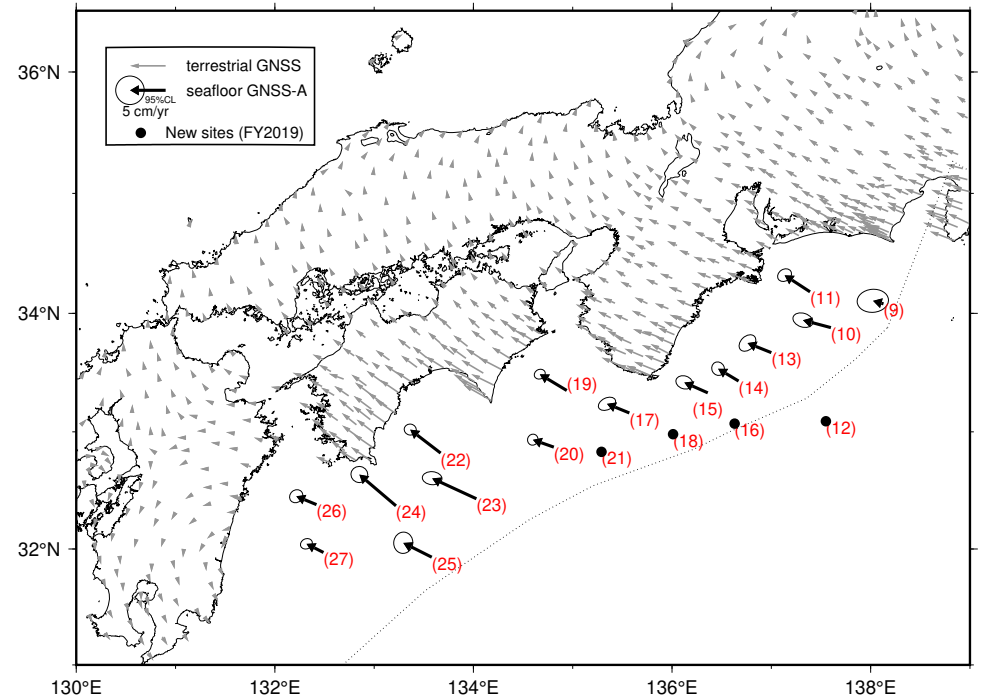 36°E
34°E
32°E
terrestrial GNSS
seafloor GNSS-A
95%CL
5 cm/yr
New sites (FY2019)
(11)
(9)
(10)
(13)
(14)
(19)
(15)
(17)
(12)
(16)
(18)
(20)
(21)
(22)
(23)
(24)
(26)
(27)
(25)
130°E
132°E
134°E
136°E
138°E